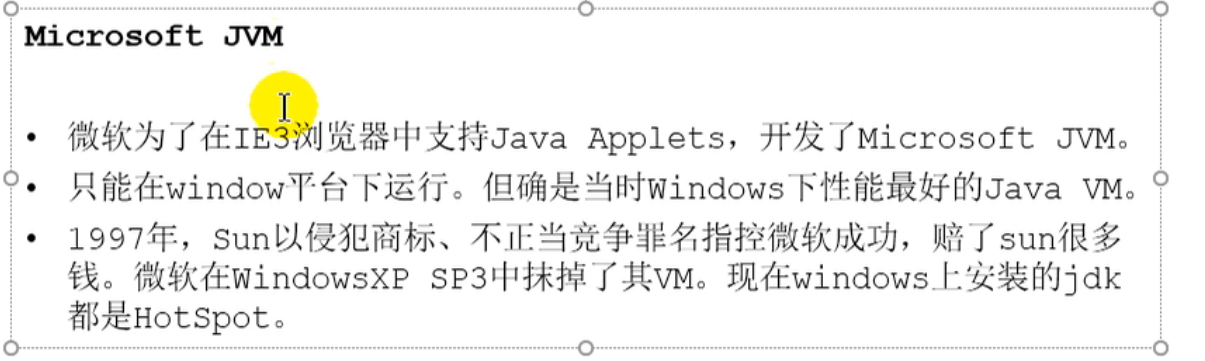 Microsoft JVM
• 微软为了在IE3浏览器中支持Java Applets，开发了Microsoft JVM。
• 只能在window平台下运行。但确是当时Windows下性能最好的Java VM。
• 1997年，Sun以侵犯商标、不正当竞争罪名指控微软成功，赔了sun很多
钱。微软在WindowsXP SP3中抹掉了其VM。现在windows上安装的jdk
都是HotSpot。